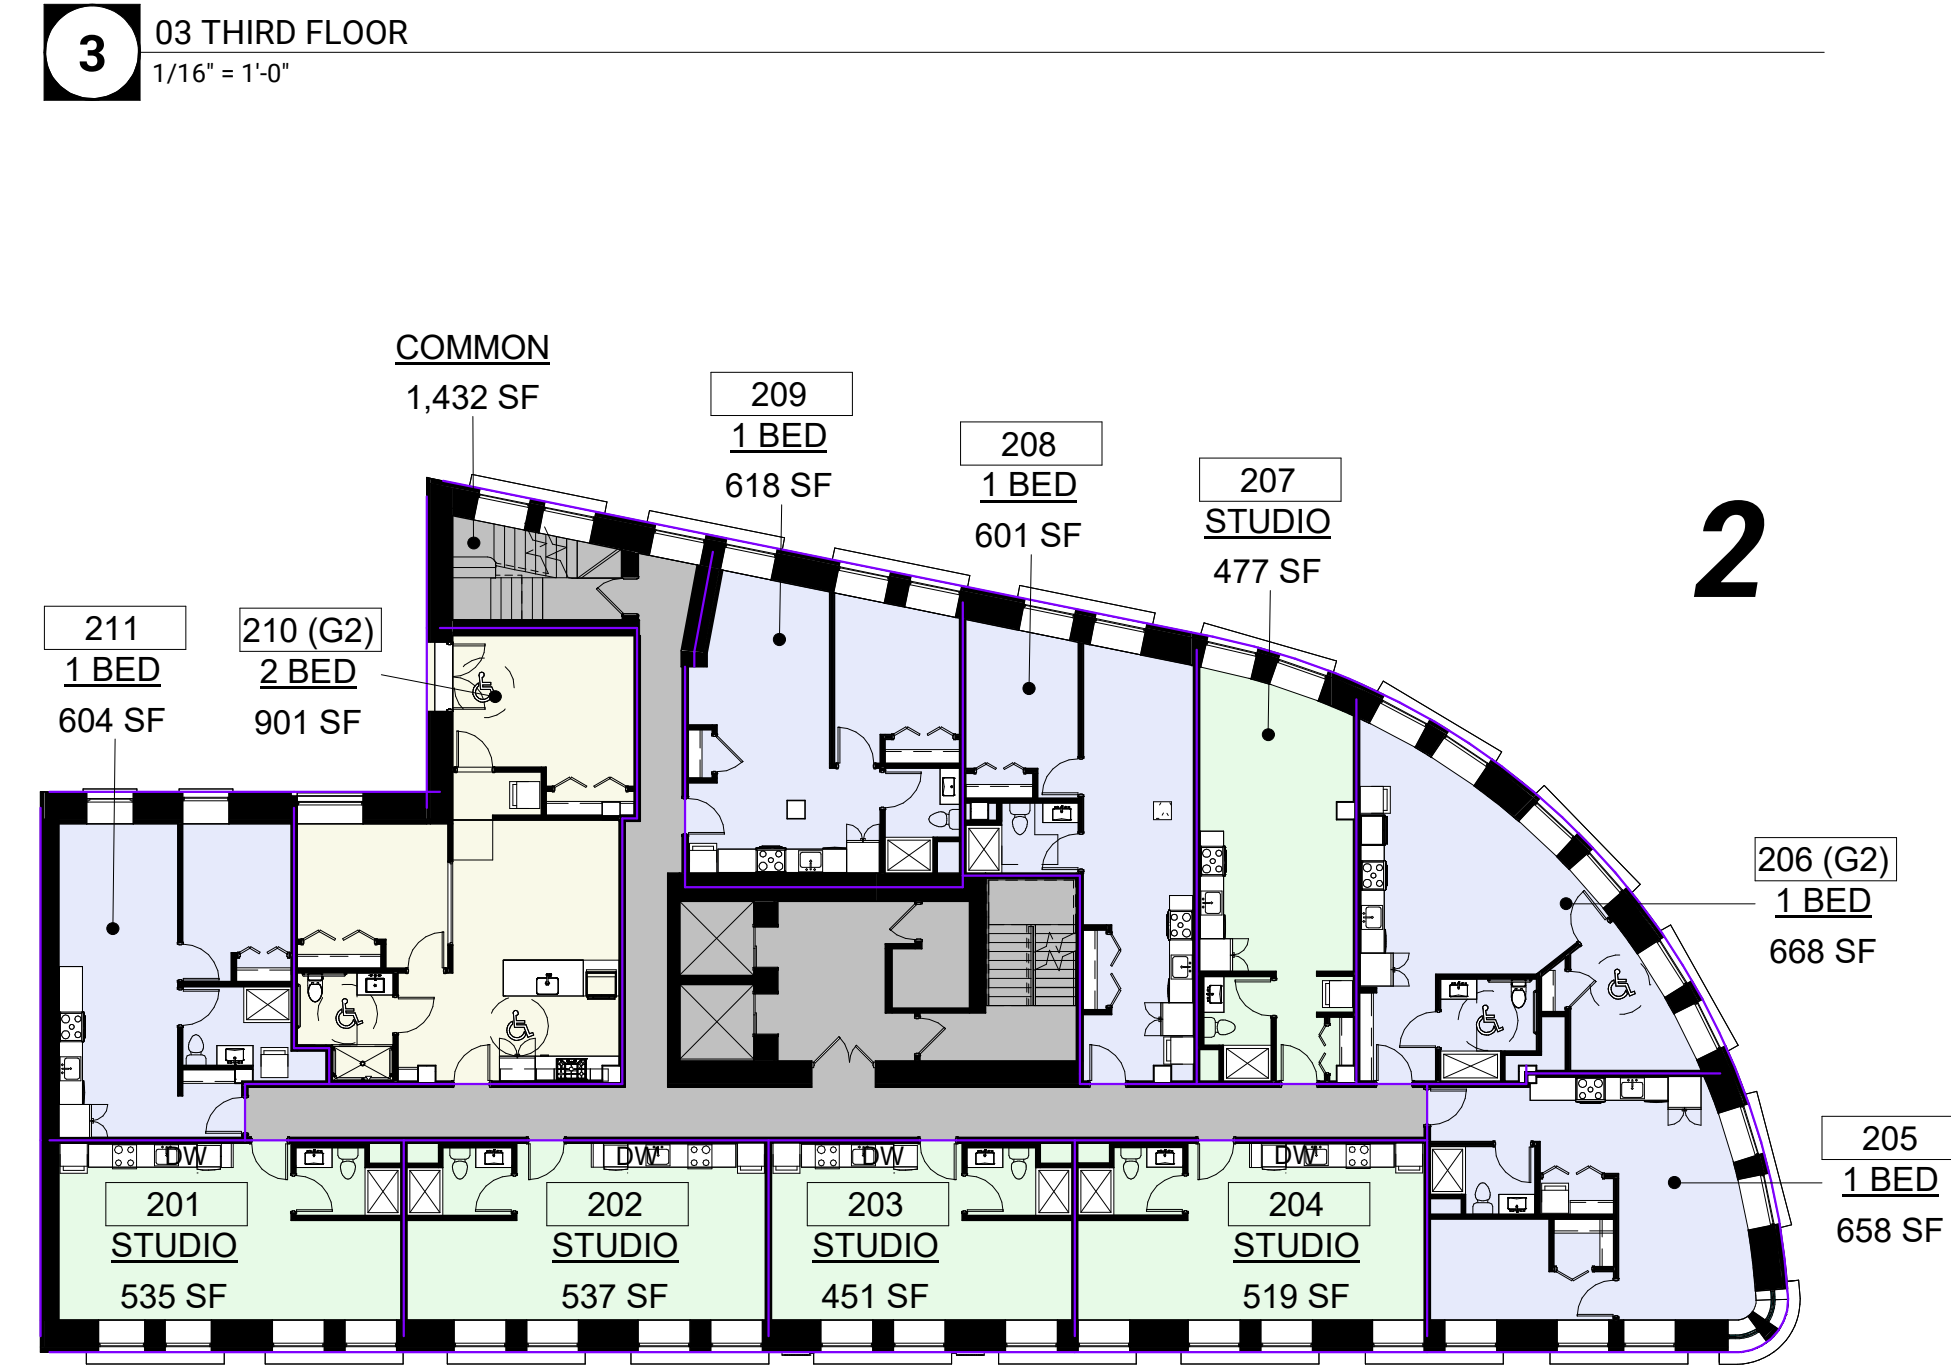 3
03 THIRD FLOOR
1/16" = 1'-0"
COMMON
1,432 SF
209
1 BED
618 SF
208
1 BED
601 SF
207
STUDIO
477 SF
2
211
1 BED
604 SF
210 (G2)
2 BED
901 SF
206 (G2)
1 BED
668 SF
205
1 BED
658 SF
DW
201
STUDIO
535 SF
DW
202
STUDIO
537 SF
DW
203
STUDIO
451 SF
DW
204
STUDIO
519 SF